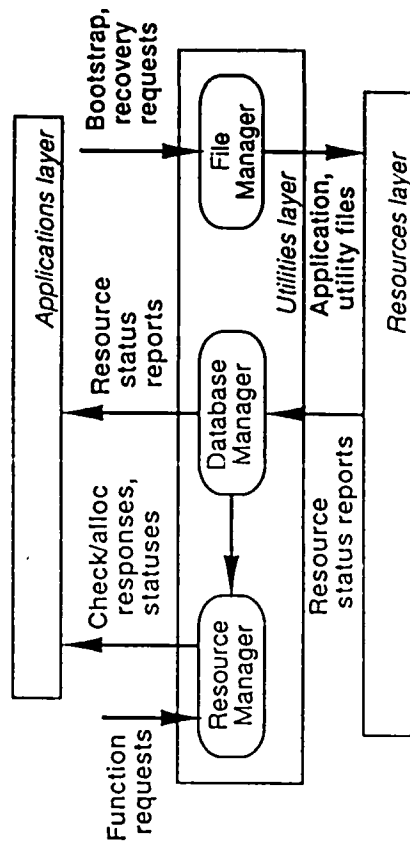 Applications layer
Function
requests
Check/alloc
responses,
statuses
Resource
status
reports
Bootstrap,
recovery
requests
Resource
Manager
Database
Manager
File
Manager
Utilities layer
Resource
status reports
Application,
utility files
Resources layer